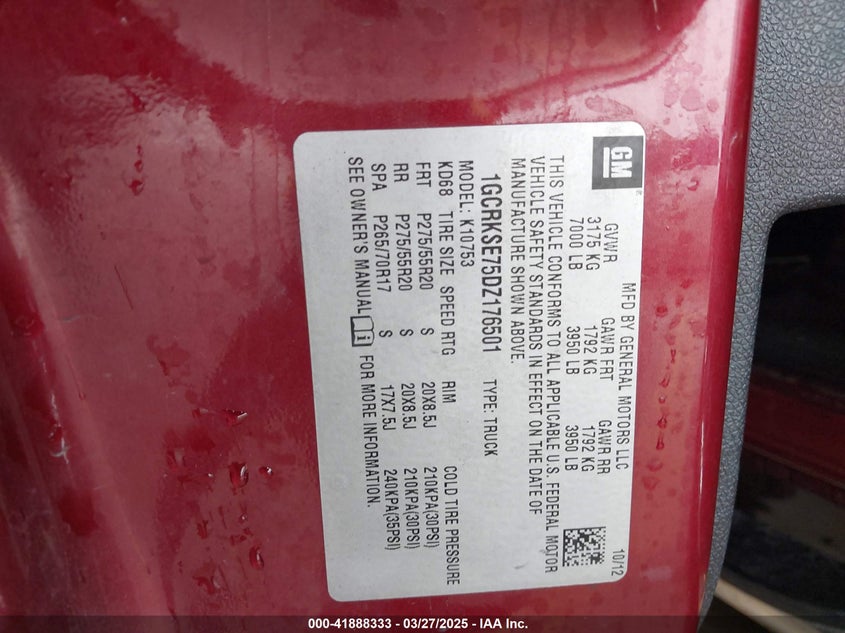 GM
MFD BY GENERAL MOTORS LLC 10/12
GVWR GAWR FRT GAWR RR
3175 KG 1792 KG 1792 KG
7000 LB 3950 LB 3950 LB
THIS VEHICLE CONFORMS TO ALL APPLICABLE U.S. FEDERAL MOTOR
VEHICLE SAFETY STANDARDS IN EFFECT ON THE DATE OF
MANUFACTURE SHOWN ABOVE.
1GCRKSE75DZ176501 TYPE: TRUCK
MODEL: K10753
KD68 TIRE SIZE SPEED RTG RIM COLD TIRE PRESSURE
FRT P275/55R20 S 20X8.5J 210KPA(30PSI)
RR P275/55R20 S 20X8.5J 210KPA(30PSI)
SPA P265/70R17 S 17X7.5J 240KPA(35PSI)
SEE OWNER'S MANUAL i FOR MORE INFORMATION.
000-41888333 — 03/27/2025 — IAA Inc.